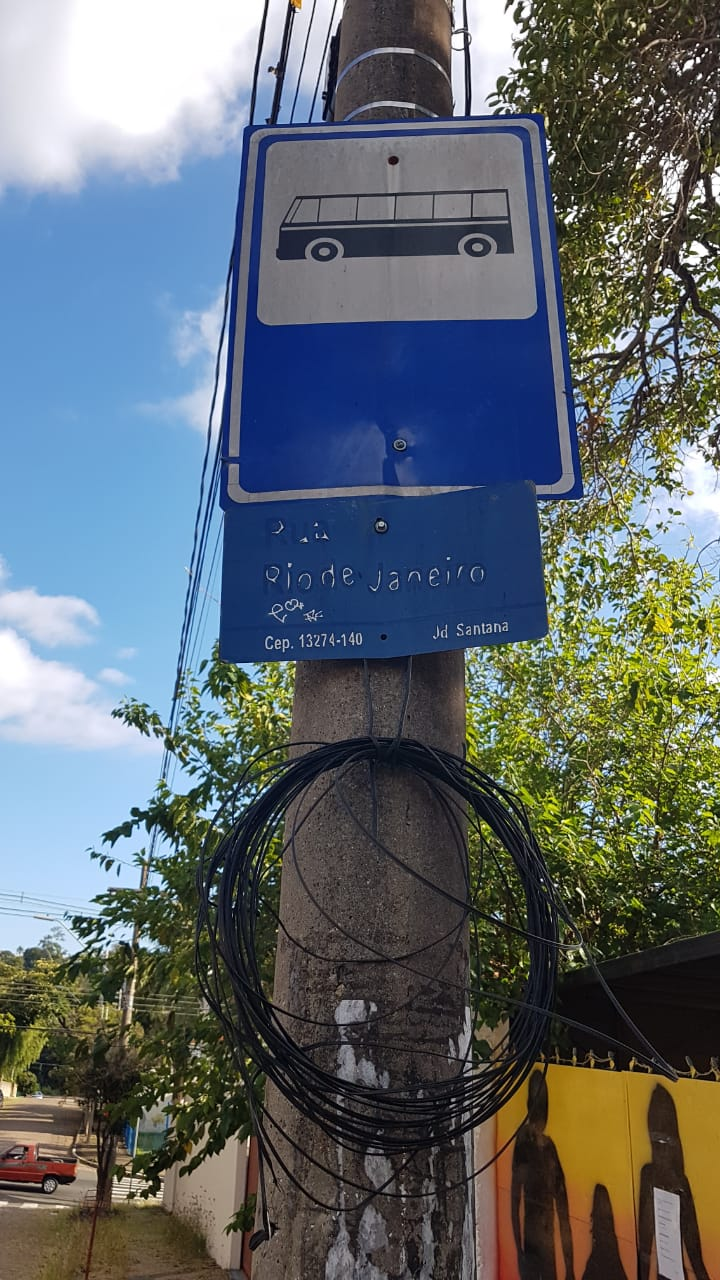 Rua
Rio de Janeiro
Cep. 13274-140 Jd Santana